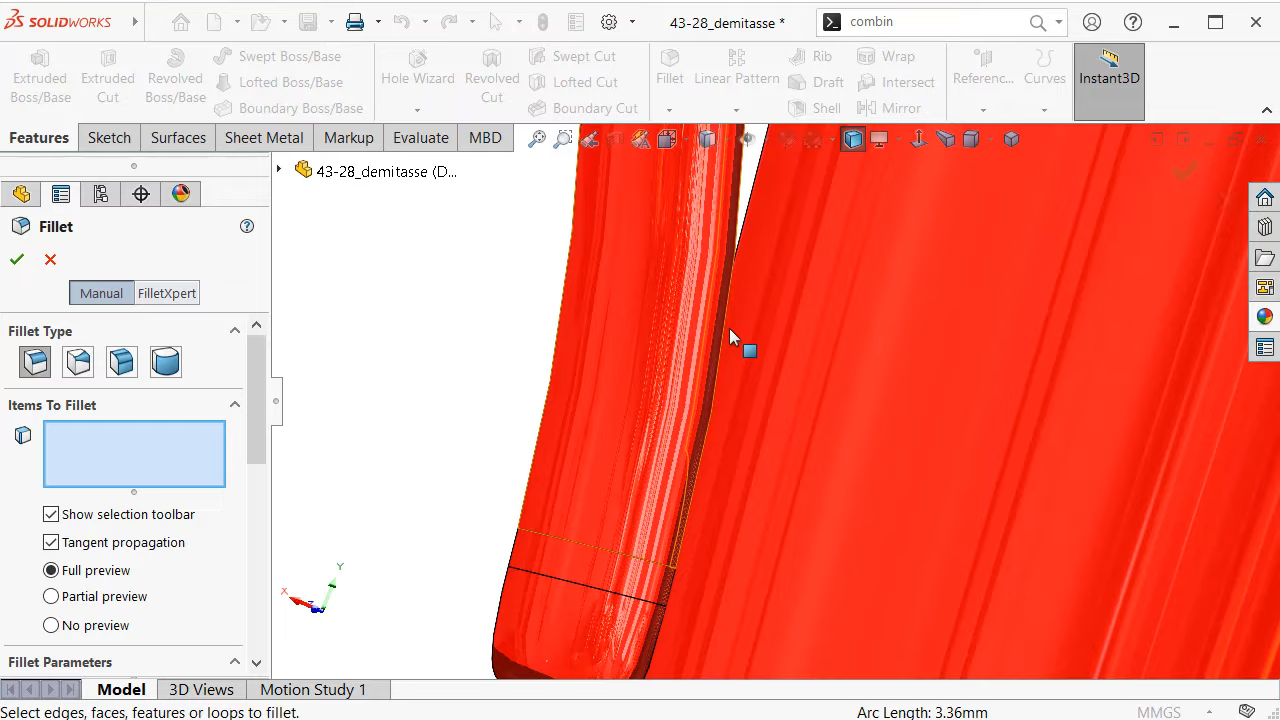 SOLIDWORKS
43-28_demitasse *
combin
Extruded Boss/Base
Extruded Cut
Revolved Boss/Base
Swept Boss/Base
Lofted Boss/Base
Boundary Boss/Base
Hole Wizard
Revolved Cut
Swept Cut
Lofted Cut
Boundary Cut
Fillet
Linear Pattern
Rib
Draft
Shell
Wrap
Intersect
Mirror
Referenc...
Curves
Instant3D
Features
Sketch
Surfaces
Sheet Metal
Markup
Evaluate
MBD
43-28_demitasse (D...
Fillet
Manual
FilletXpert
Fillet Type
Items To Fillet
Show selection toolbar
Tangent propagation
Full preview
Partial preview
No preview
Fillet Parameters
X
Y
Z
Model
3D Views
Motion Study 1
Select edges, faces, features or loops to fillet.
Arc Length: 3.36mm
MMGS